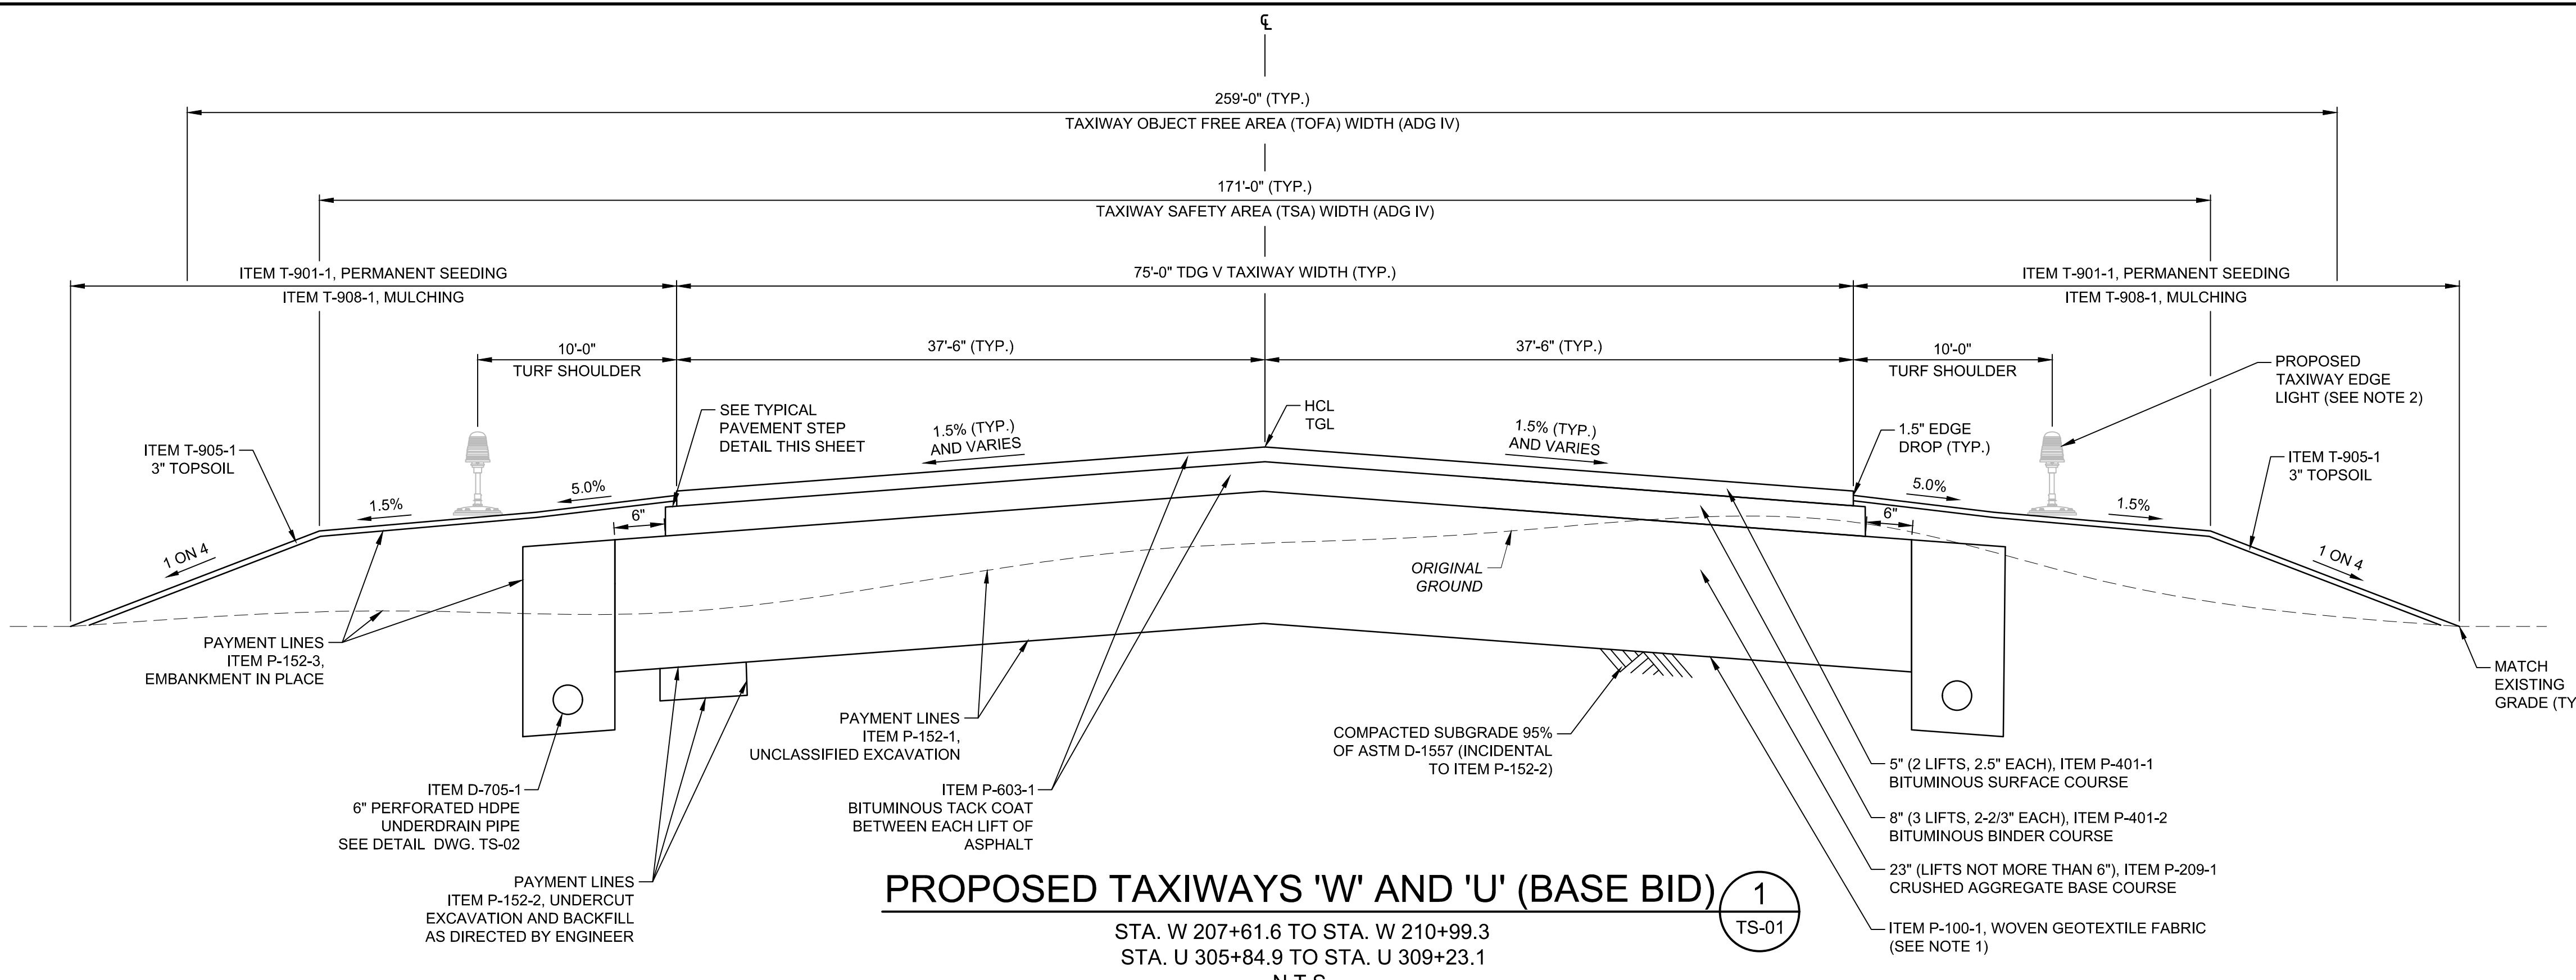 ℄
259'-0" (TYP.)
TAXIWAY OBJECT FREE AREA (TOFA) WIDTH (ADG IV)
171'-0" (TYP.)
TAXIWAY SAFETY AREA (TSA) WIDTH (ADG IV)
ITEM T-901-1, PERMANENT SEEDING
ITEM T-908-1, MULCHING
75'-0" TDG V TAXIWAY WIDTH (TYP.)
ITEM T-901-1, PERMANENT SEEDING
ITEM T-908-1, MULCHING
10'-0"
TURF SHOULDER
37'-6" (TYP.)
37'-6" (TYP.)
10'-0"
TURF SHOULDER
PROPOSED
TAXIWAY EDGE
LIGHT (SEE NOTE 2)
SEE TYPICAL
PAVEMENT STEP
DETAIL THIS SHEET
HCL
TGL
1.5% (TYP.)
AND VARIES
1.5% (TYP.)
AND VARIES
1.5" EDGE
DROP (TYP.)
ITEM T-905-1
3" TOPSOIL
ITEM T-905-1
3" TOPSOIL
1.5%
5.0%
5.0%
1.5%
6"
6"
1 ON 4
1 ON 4
ORIGINAL
GROUND
PAYMENT LINES
ITEM P-152-3,
EMBANKMENT IN PLACE
MATCH
EXISTING
GRADE (TY
PAYMENT LINES
ITEM P-152-1,
UNCLASSIFIED EXCAVATION
COMPACTED SUBGRADE 95%
OF ASTM D-1557 (INCIDENTAL
TO ITEM P-152-2)
ITEM D-705-1
6" PERFORATED HDPE
UNDERDRAIN PIPE
SEE DETAIL DWG. TS-02
ITEM P-603-1
BITUMINOUS TACK COAT
BETWEEN EACH LIFT OF
ASPHALT
5" (2 LIFTS, 2.5" EACH), ITEM P-401-1
BITUMINOUS SURFACE COURSE
8" (3 LIFTS, 2-2/3" EACH), ITEM P-401-2
BITUMINOUS BINDER COURSE
23" (LIFTS NOT MORE THAN 6"), ITEM P-209-1
CRUSHED AGGREGATE BASE COURSE
ITEM P-100-1, WOVEN GEOTEXTILE FABRIC
(SEE NOTE 1)
PAYMENT LINES
ITEM P-152-2, UNDERCUT
EXCAVATION AND BACKFILL
AS DIRECTED BY ENGINEER
PROPOSED TAXIWAYS 'W' AND 'U' (BASE BID)
1
TS-01
STA. W 207+61.6 TO STA. W 210+99.3
STA. U 305+84.9 TO STA. U 309+23.1
N.T.S.